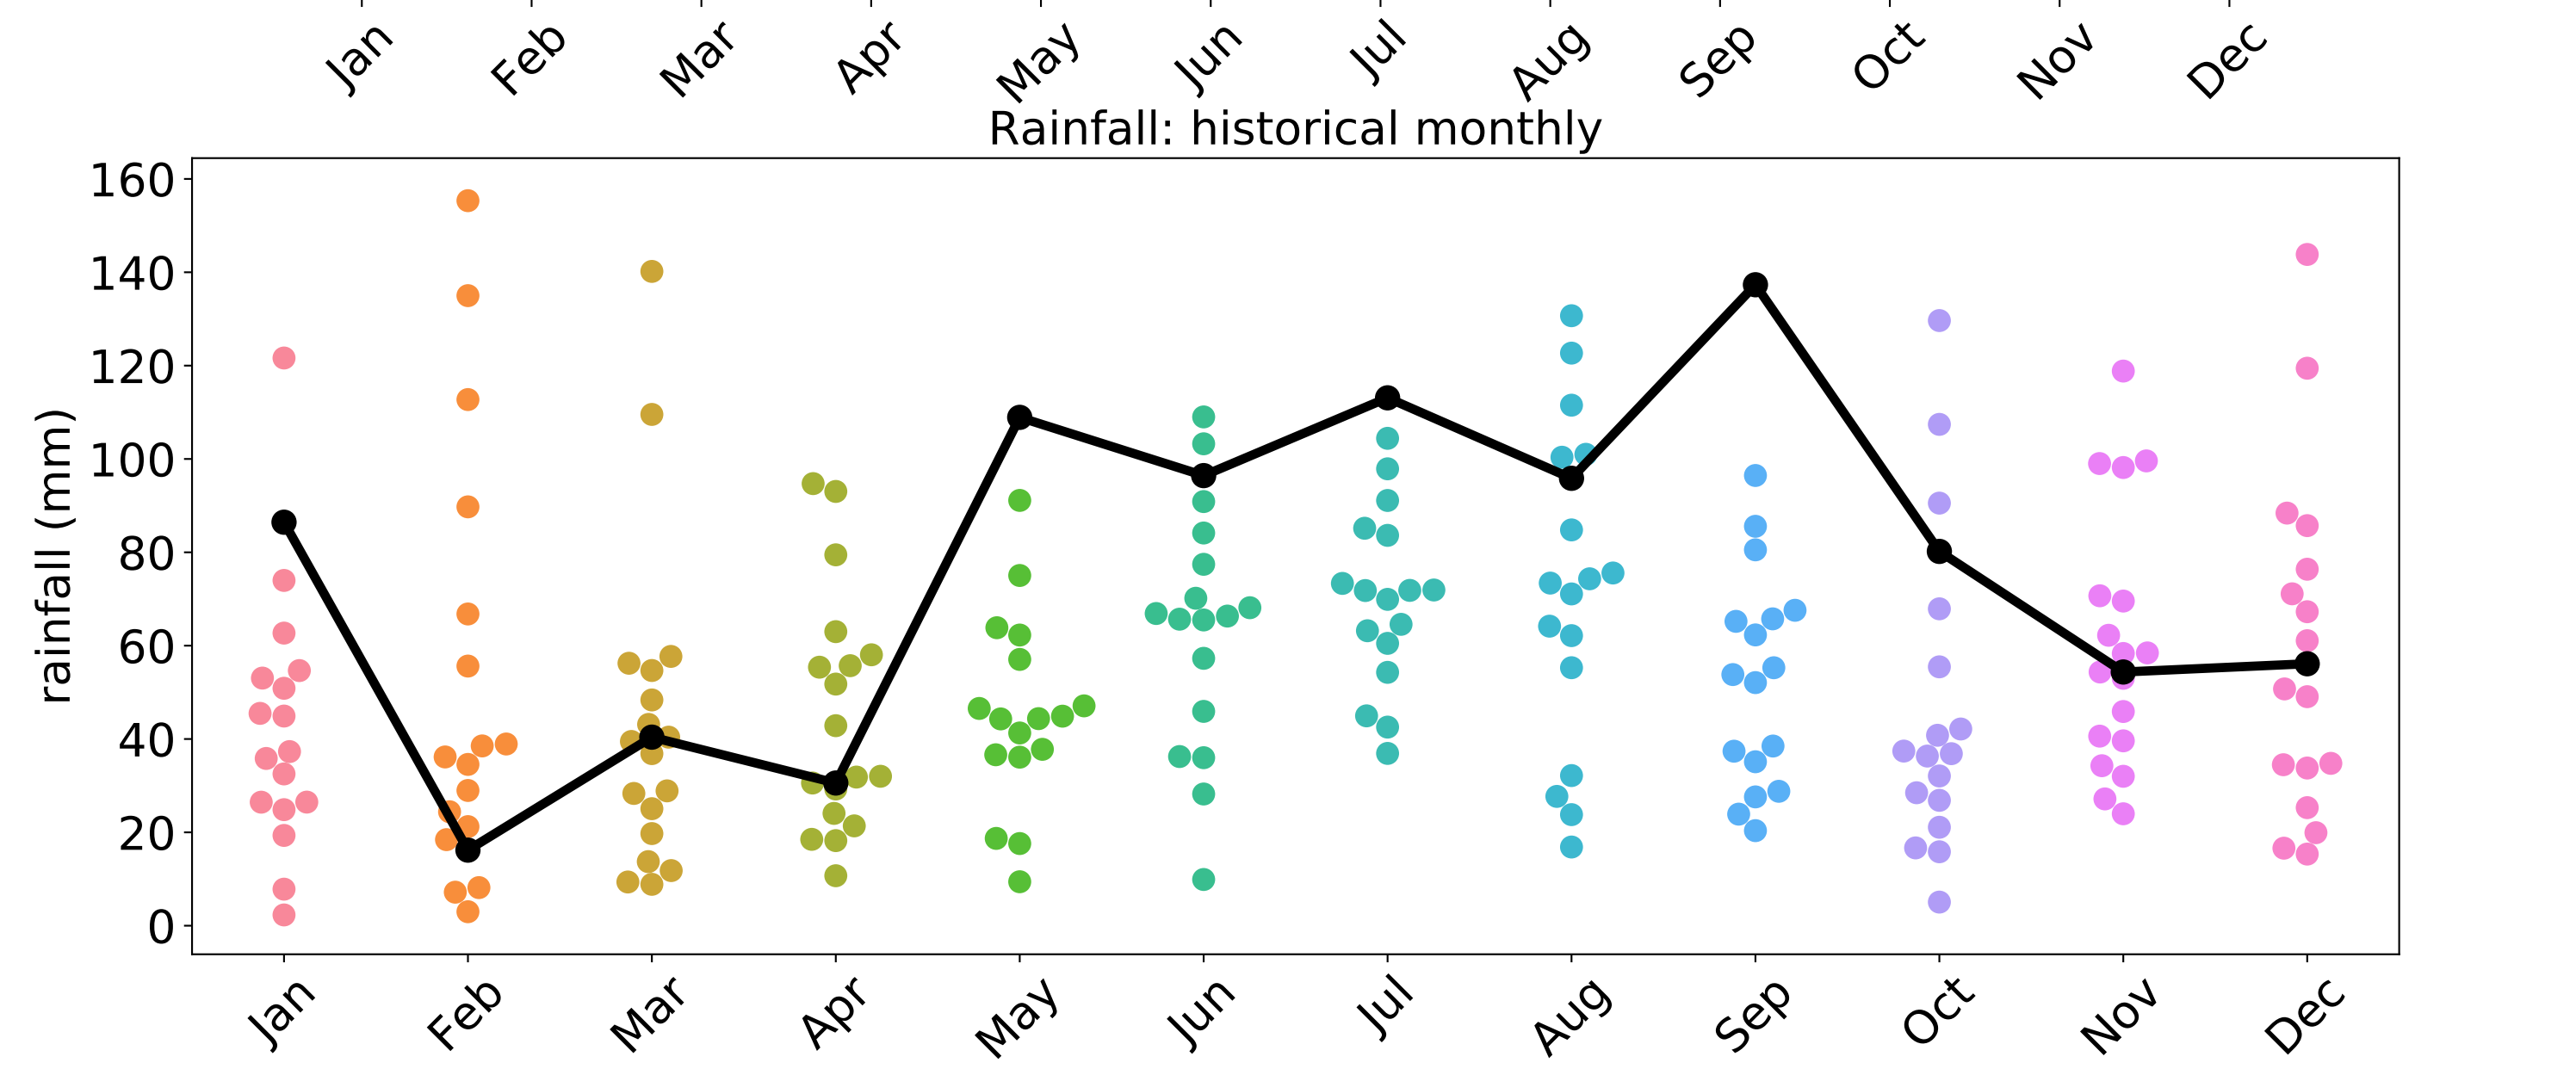 Jan Feb Mar Apr May Jun Jul Aug Sep Oct Nov Dec
Rainfall: historical monthly
rainfall (mm)
160
140
120
100
80
60
40
20
0
Jan Feb Mar Apr May Jun Jul Aug Sep Oct Nov Dec